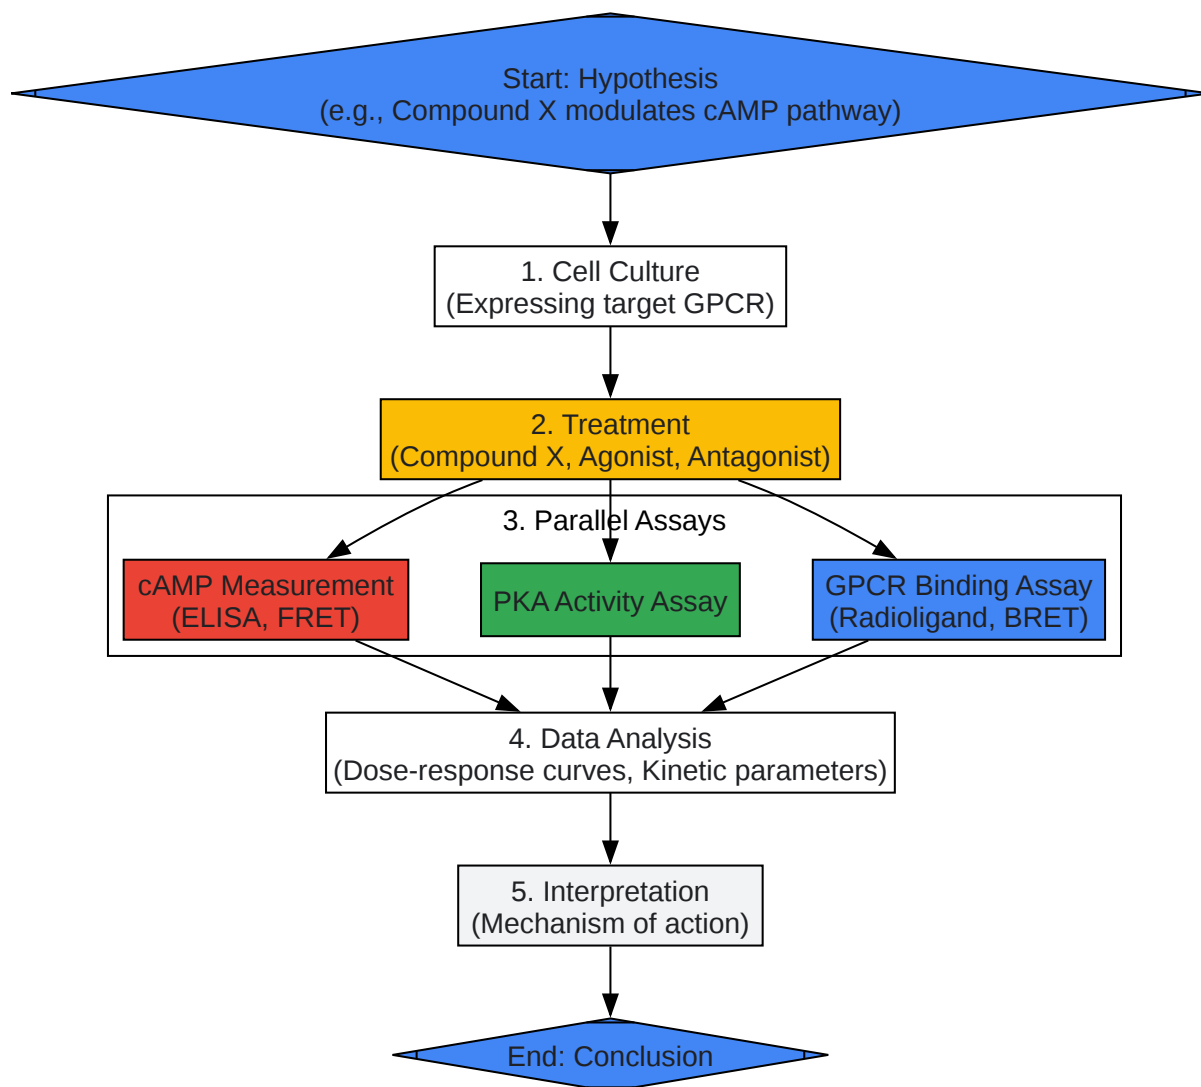 Start: Hypothesis
(e.g., Compound X modulates cAMP pathway)
1. Cell Culture
(Expressing target GPCR)
2. Treatment
(Compound X, Agonist, Antagonist)
3. Parallel Assays
cAMP Measurement
(ELISA, FRET)
PKA Activity Assay
GPCR Binding Assay
(Radioligand, BRET)
4. Data Analysis
(Dose-response curves, Kinetic parameters)
5. Interpretation
(Mechanism of action)
End: Conclusion